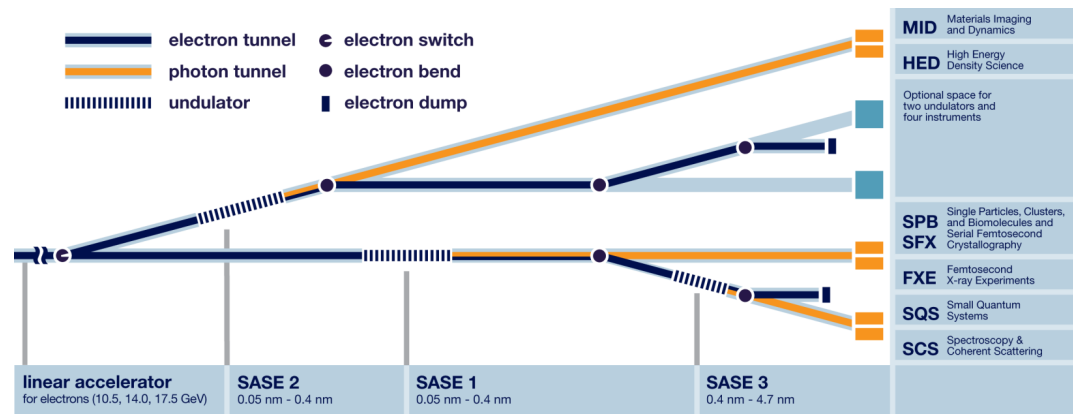 electron tunnel
photon tunnel
undulator
electron switch
electron bend
electron dump
MID
Materials Imaging
and Dynamics
HED
High Energy
Density Science
Optional space for
two undulators and
four instruments
SPB
SFX
Single Particles, Clusters,
and Biomolecules and
Serial Femtosecond
Crystallography
FXE
Femtosecond
X-ray Experiments
SQS
Small Quantum
Systems
SCS
Spectroscopy &
Coherent Scattering
linear accelerator
for electrons (10.5, 14.0, 17.5 GeV)
SASE 2
0.05 nm - 0.4 nm
SASE 1
0.05 nm - 0.4 nm
SASE 3
0.4 nm - 4.7 nm